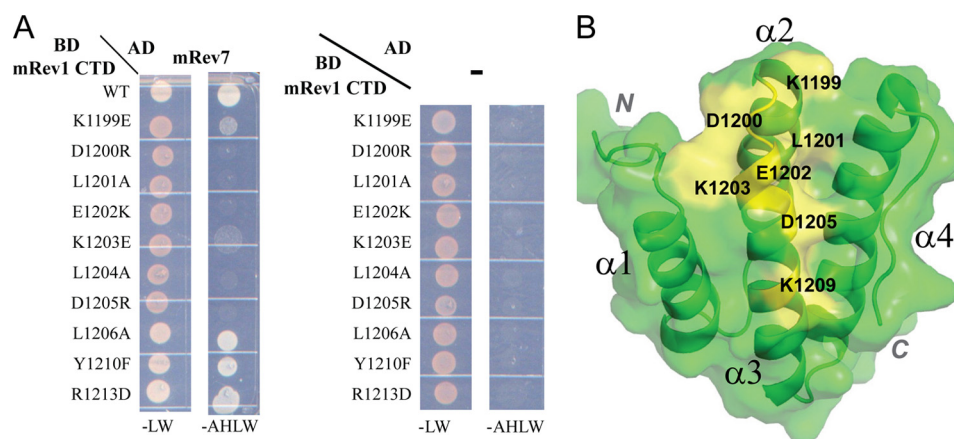 A
BD AD
mRev1 CTD mRev7
WT
K1199E
D1200R
L1201A
E1202K
K1203E
L1204A
D1205R
L1206A
Y1210F
R1213D
-LW -AHLW
AD
BD -
mRev1 CTD
K1199E
D1200R
L1201A
E1202K
K1203E
L1204A
D1205R
L1206A
Y1210F
R1213D
-LW -AHLW
B
α2
K1199
N D1200
L1201
E1202
K1203
D1205
α1 α4
K1209
C
α3